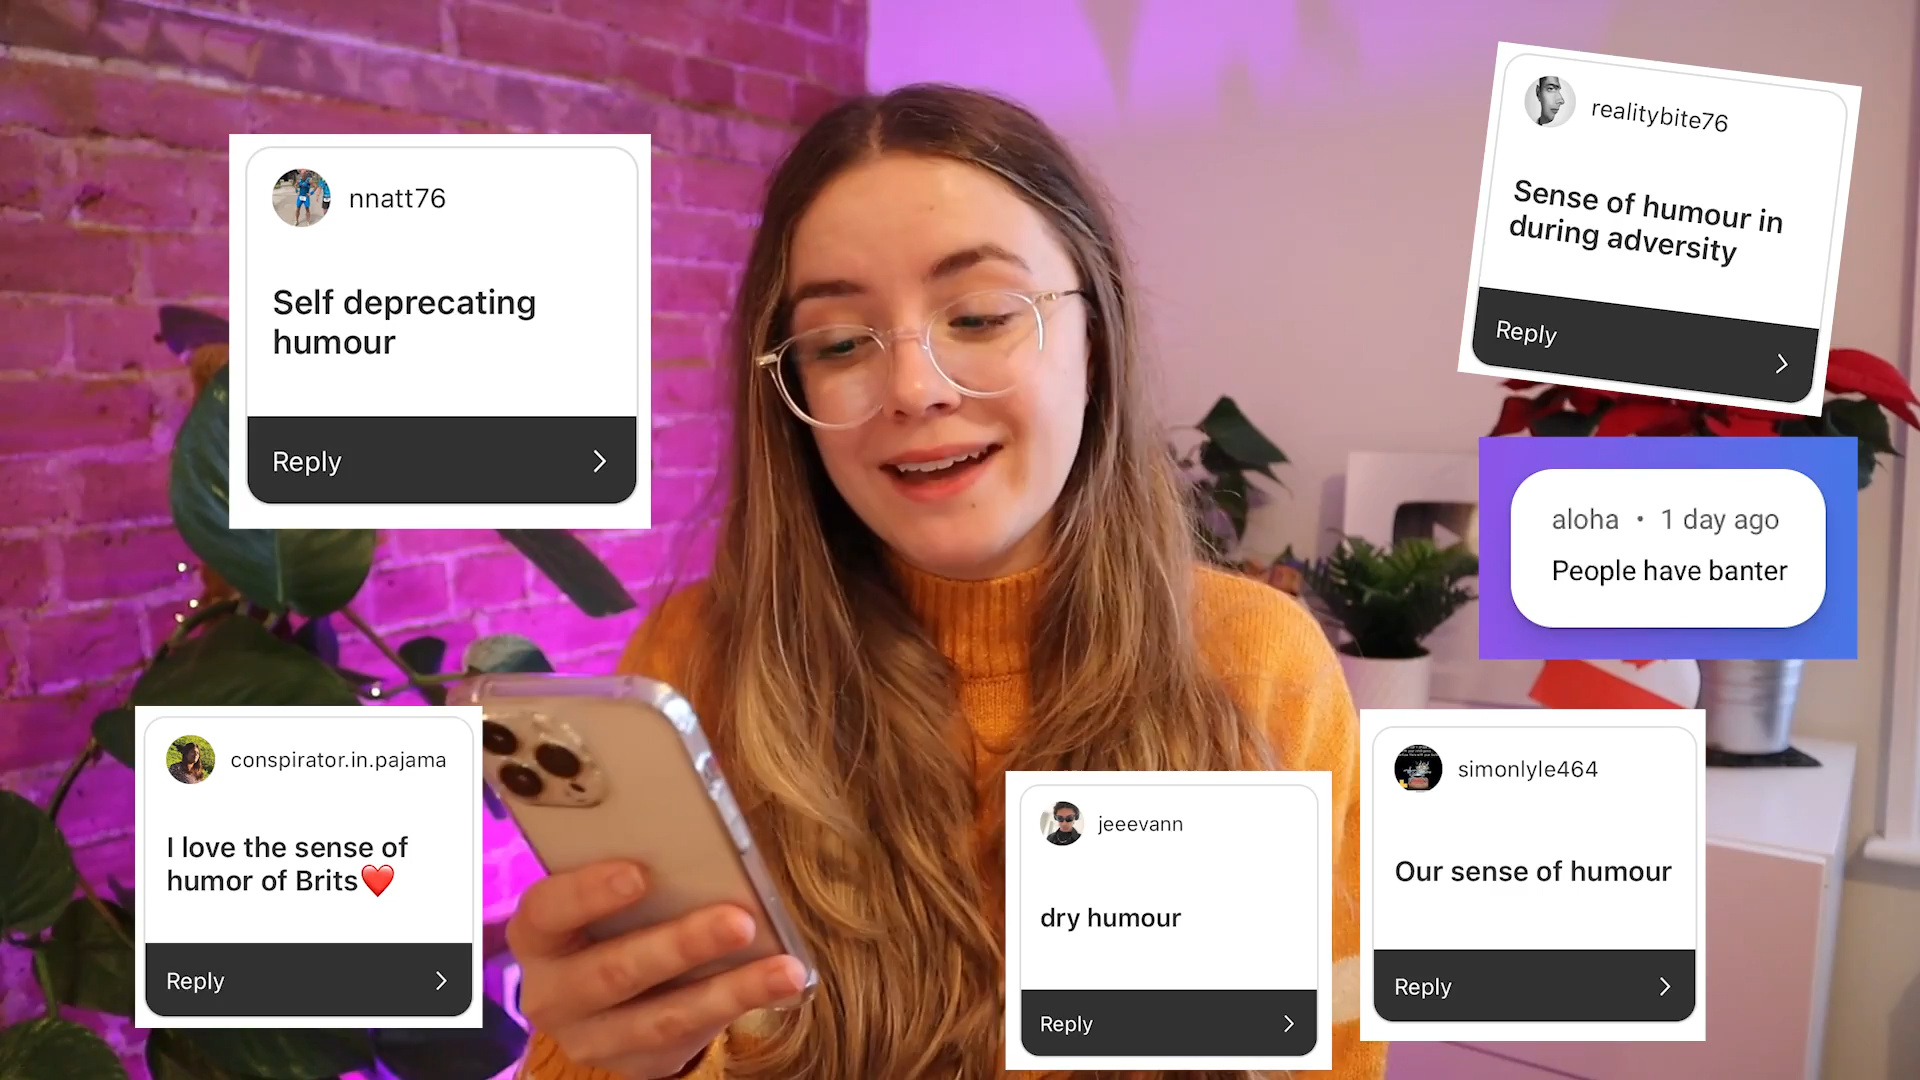 nnatt76
Self deprecating
humour
Reply
realitybite76
Sense of humour in
during adversity
Reply
aloha • 1 day ago
People have banter
conspirator.in.pajama
I love the sense of
humor of Brits❤️
Reply
jeeevann
dry humour
Reply
simonlyle464
Our sense of humour
Reply